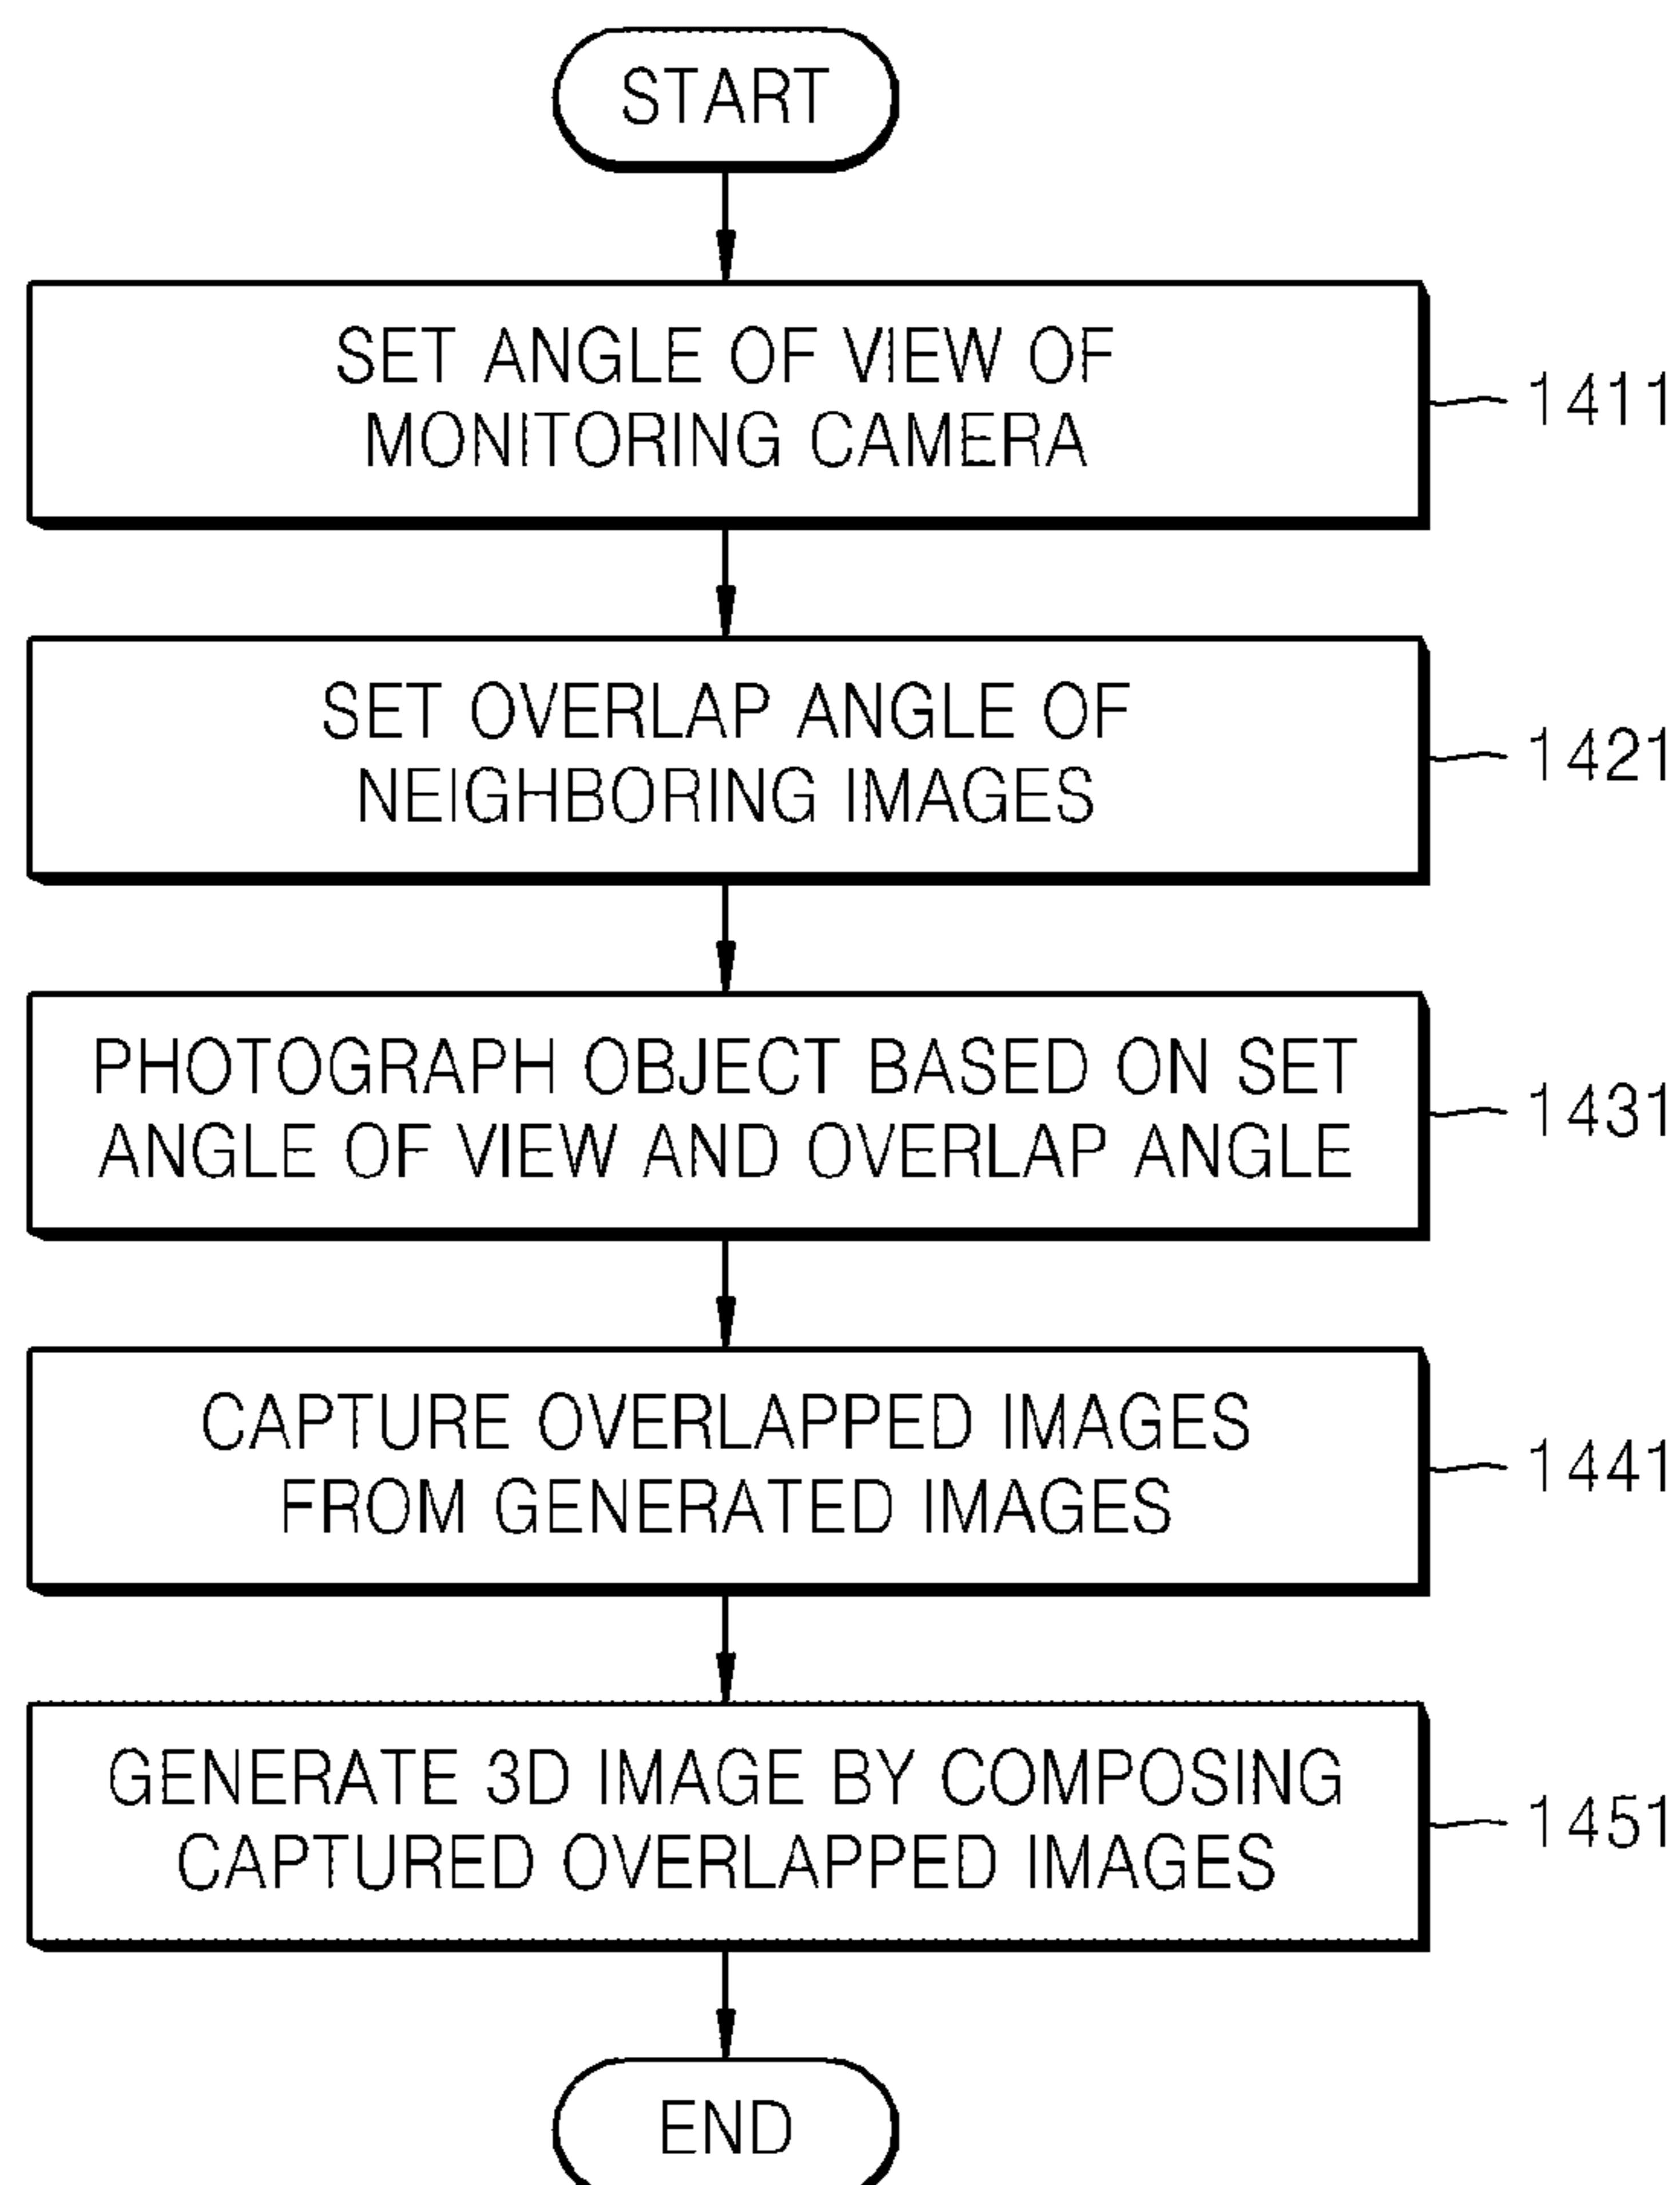 START
SET ANGLE OF VIEW OF
MONITORING CAMERA
1411
SET OVERLAP ANGLE OF
NEIGHBORING IMAGES
1421
PHOTOGRAPH OBJECT BASED ON SET
ANGLE OF VIEW AND OVERLAP ANGLE
1431
CAPTURE OVERLAPPED IMAGES
FROM GENERATED IMAGES
1441
GENERATE 3D IMAGE BY COMPOSING
CAPTURED OVERLAPPED IMAGES
1451
END